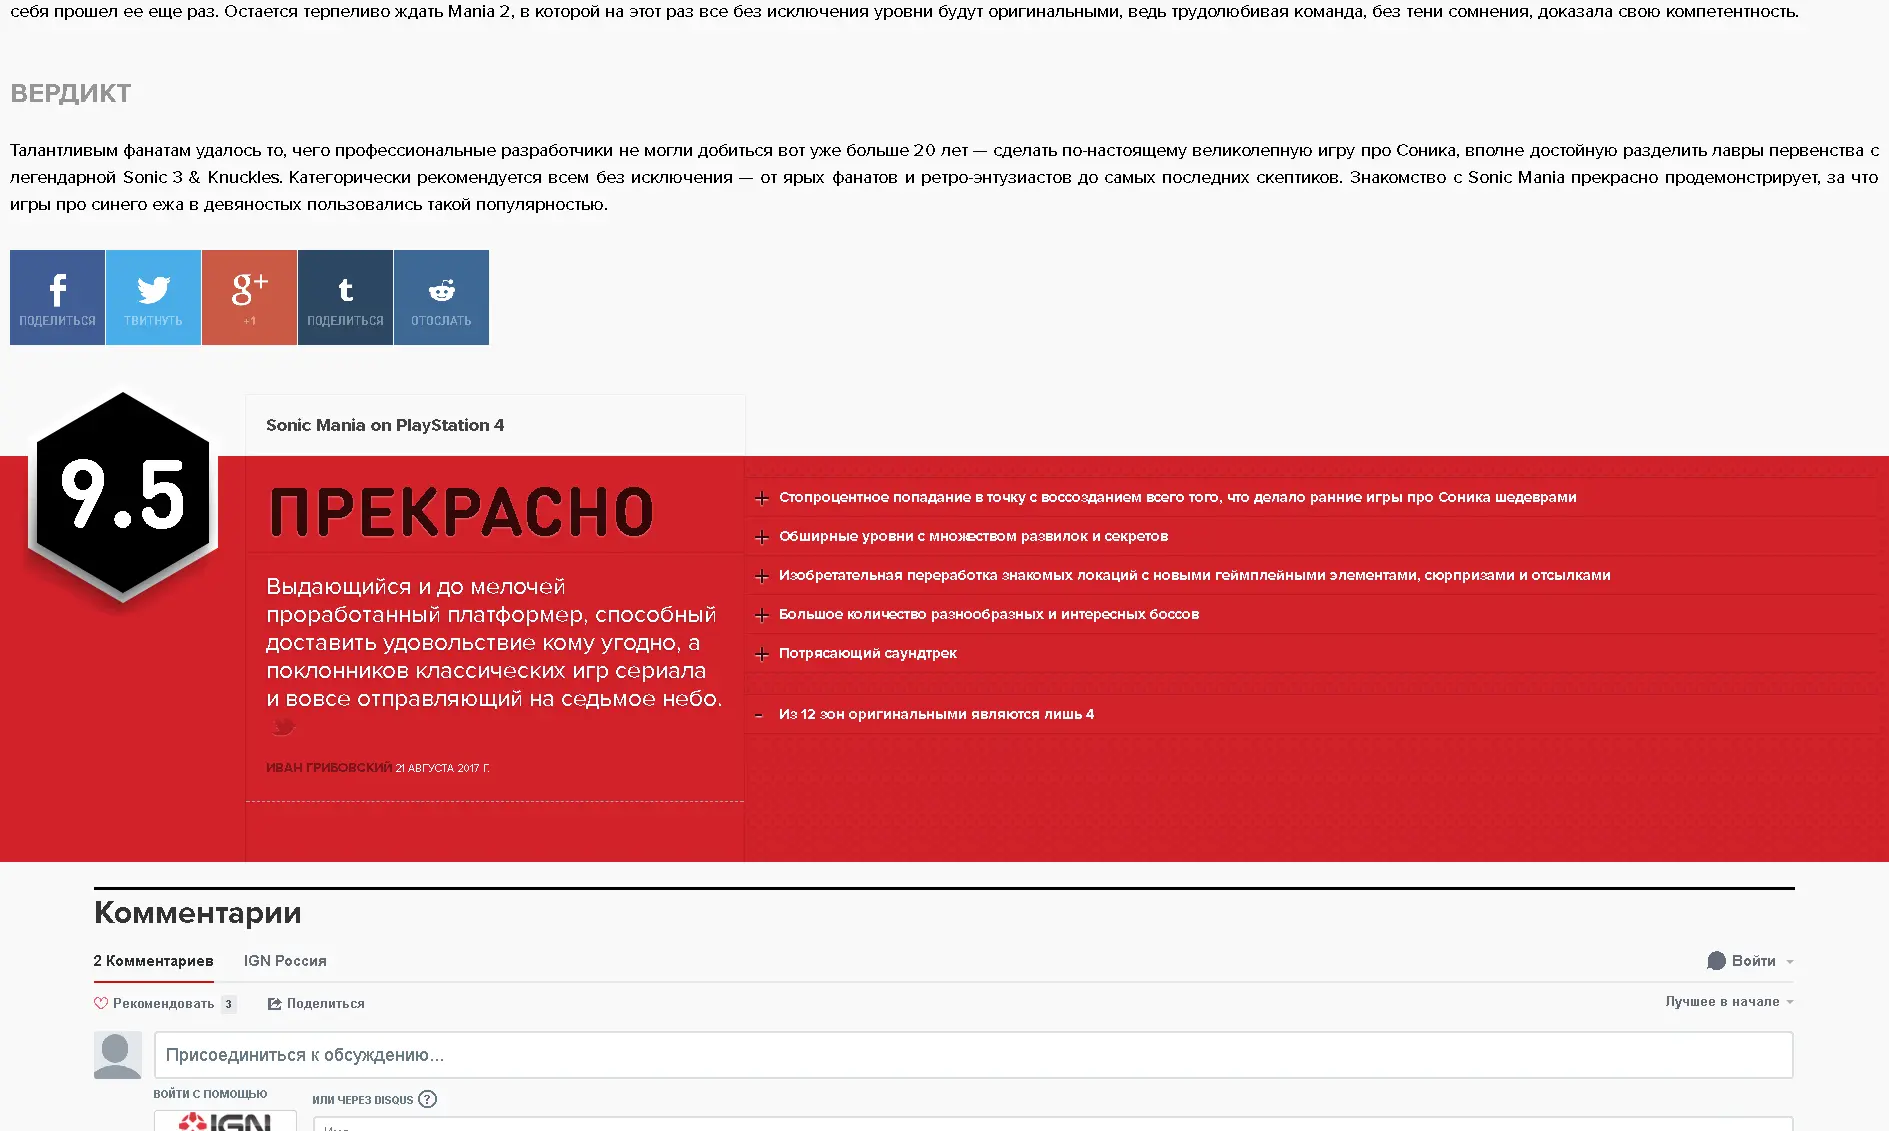 себя прошел ее еще раз. Остается терпеливо ждать Mania 2, в которой на этот раз все без исключения уровни будут оригинальными, ведь трудолюбивая команда, без тени сомнения, доказала свою компетентность.
ВЕРДИКТ
Талантливым фанатам удалось то, чего профессиональные разработчики не могли добиться вот уже больше 20 лет — сделать по-настоящему великолепную игру про Соника, вполне достойную разделить лавры первенства с
легендарной Sonic 3 & Knuckles. Категорически рекомендуется всем без исключения — от ярых фанатов и ретро-энтузиастов до самых последних скептиков. Знакомство с Sonic Mania прекрасно продемонстрирует, за что
игры про синего ежа в девяностых пользовались такой популярностью.
f g+ t
ПОДЕЛИТЬСЯ ТВИТНУТЬ +1 ПОДЕЛИТЬСЯ ОТОСЛАТЬ
Sonic Mania on PlayStation 4
9.5
ПРЕКРАСНО
Выдающийся и до мелочей
проработанный платформер, способный
доставить удовольствие кому угодно, а
поклонников классических игр сериала
и вовсе отправляющий на седьмое небо.
ИВАН ГРИБОВСКИЙ 21 АВГУСТА 2017 Г.
+ Стопроцентное попадание в точку с воссозданием всего того, что делало ранние игры про Соника шедеврами
+ Обширные уровни с множеством развилок и секретов
+ Изобретательная переработка знакомых локаций с новыми геймплейными элементами, сюрпризами и отсылками
+ Большое количество разнообразных и интересных боссов
+ Потрясающий саундтрек
- Из 12 зон оригинальными являются лишь 4
Комментарии
2 Комментариев IGN Россия Войти
Рекомендовать 3 Поделиться Лучшее в начале
Присоединиться к обсуждению...
ВОЙТИ С ПОМОЩЬЮ ИЛИ ЧЕРЕЗ DISQUS ?
IGN Имя